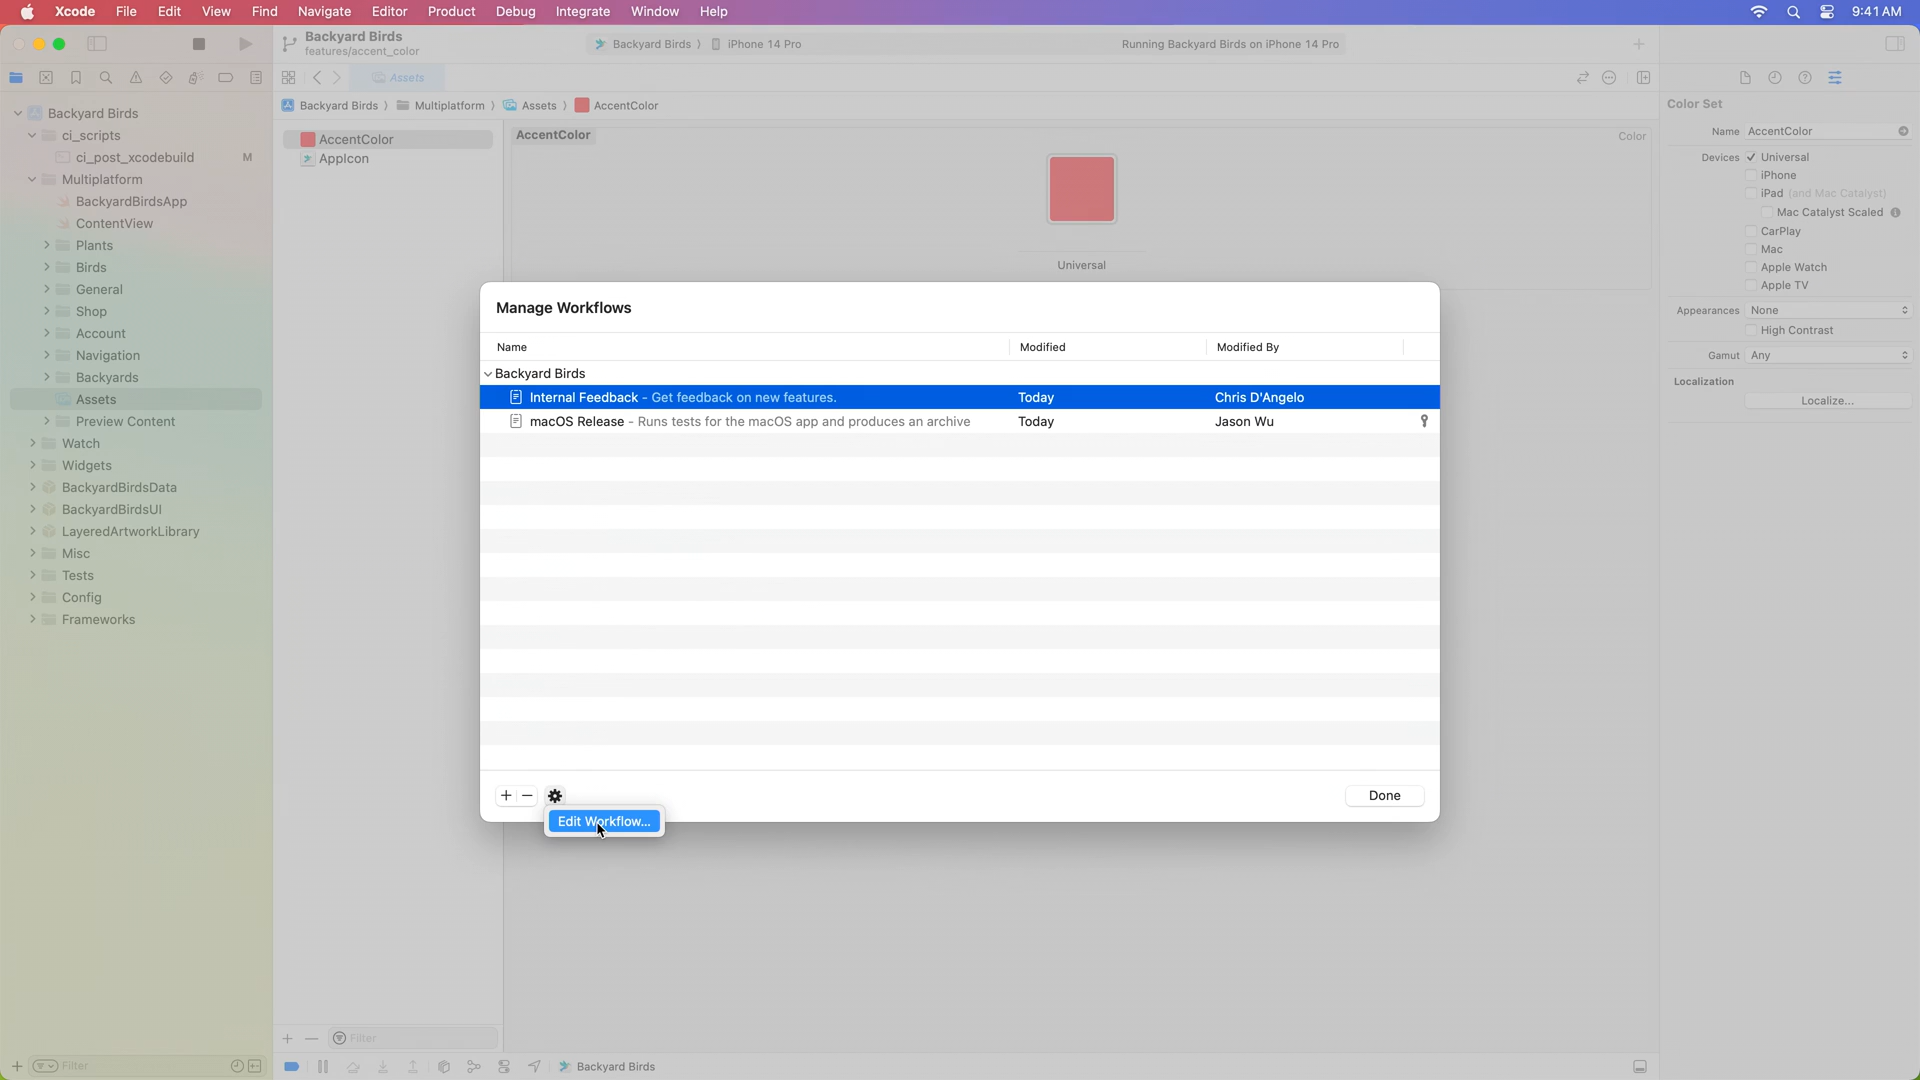 Xcode File Edit View Find Navigate Editor Product Debug Integrate Window Help 9:41 AM
Backyard Birds
features/accent_color
Backyard Birds iPhone 14 Pro
Running Backyard Birds on iPhone 14 Pro
Assets
Backyard Birds Multiplatform Assets AccentColor
Backyard Birds
ci_scripts
ci_post_xcodebuild M
Multiplatform
BackyardBirdsApp
ContentView
Plants
Birds
General
Shop
Account
Navigation
Backyards
Assets
Preview Content
Watch
Widgets
BackyardBirdsData
BackyardBirdsUI
LayeredArtworkLibrary
Misc
Tests
Config
Frameworks
Filter
AccentColor
AppIcon
Filter
AccentColor
Color
Universal
Manage Workflows
Name Modified Modified By
Backyard Birds
Internal Feedback – Get feedback on new features. Today Chris D'Angelo
macOS Release – Runs tests for the macOS app and produces an archive Today Jason Wu
Done
Edit Workflow...
Backyard Birds
Color Set
Name AccentColor
Devices Universal
iPhone
iPad (and Mac Catalyst)
Mac Catalyst Scaled
CarPlay
Mac
Apple Watch
Apple TV
Appearances None
High Contrast
Gamut Any
Localization
Localize...